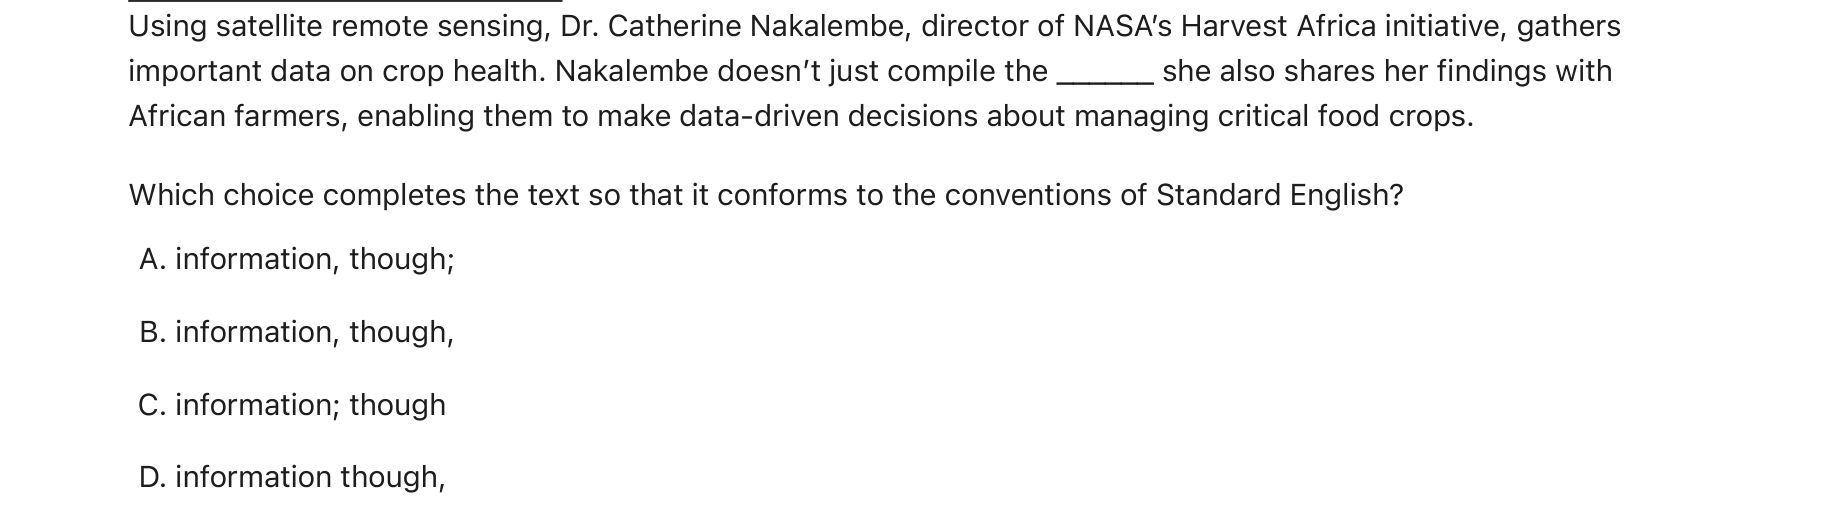 Using satellite remote sensing, Dr. Catherine Nakalembe, director of NASA’s Harvest Africa initiative, gathers
important data on crop health. Nakalembe doesn’t just compile the ______ she also shares her findings with
African farmers, enabling them to make data-driven decisions about managing critical food crops.
Which choice completes the text so that it conforms to the conventions of Standard English?
A. information, though;
B. information, though,
C. information; though
D. information though,